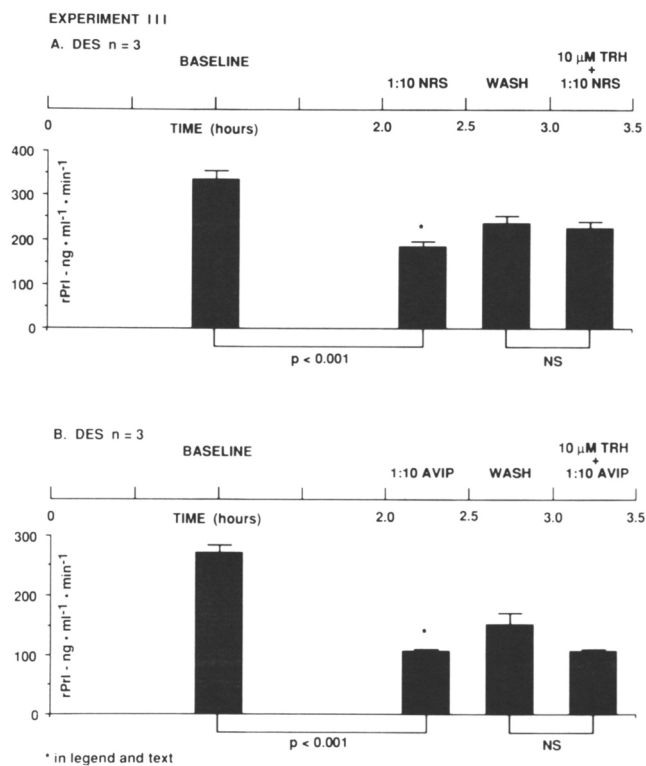 EXPERIMENT III
A. DES n = 3
BASELINE
1:10 NRS
WASH
10 μM TRH
+
1:10 NRS
0
TIME (hours)
2.0
2.5
3.0
3.5
rPrl - ng • ml-1 • min-1
400
300
200
100
0
*
p < 0.001
NS
B. DES n = 3
BASELINE
1:10 AVIP
WASH
10 μM TRH
+
1:10 AVIP
0
TIME (hours)
2.0
2.5
3.0
3.5
rPrl - ng • ml-1 • min-1
300
200
100
0
*
p < 0.001
NS
* in legend and text